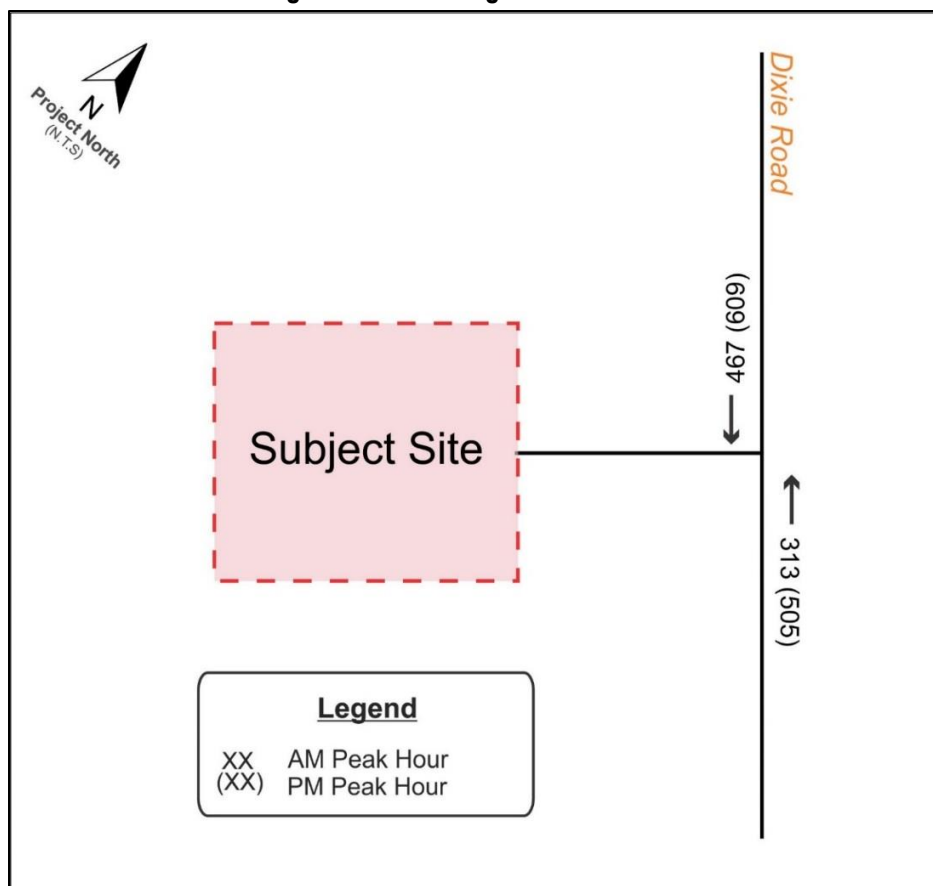 N
Project North
(N.T.S)
Dixie Road
467 (609)
Subject Site
313 (505)
Legend
XX AM Peak Hour
(XX) PM Peak Hour